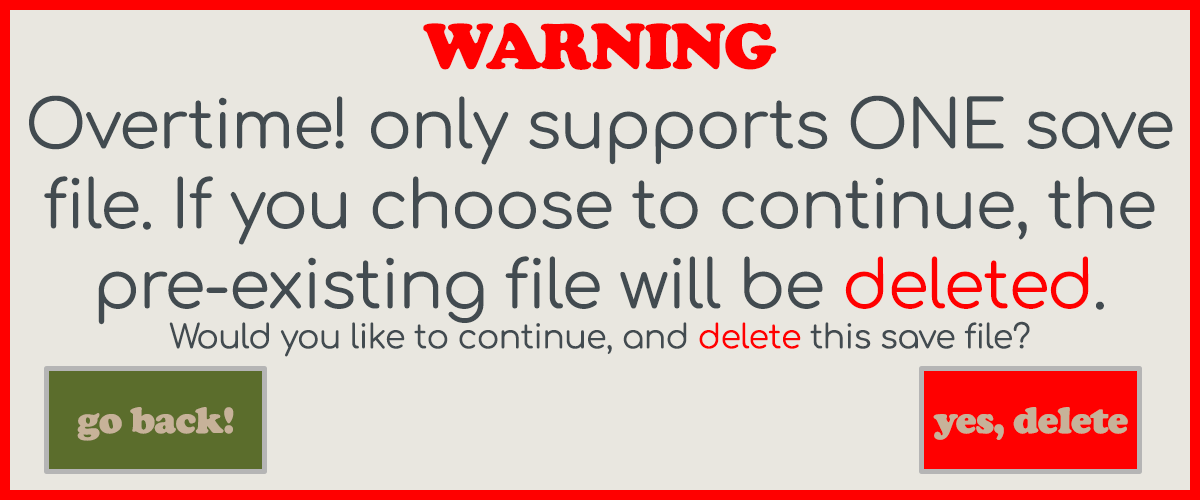 WARNING
Overtime! only supports ONE save
file. If you choose to continue, the
pre-existing file will be deleted.
Would you like to continue, and delete this save file?
go back!
yes, delete